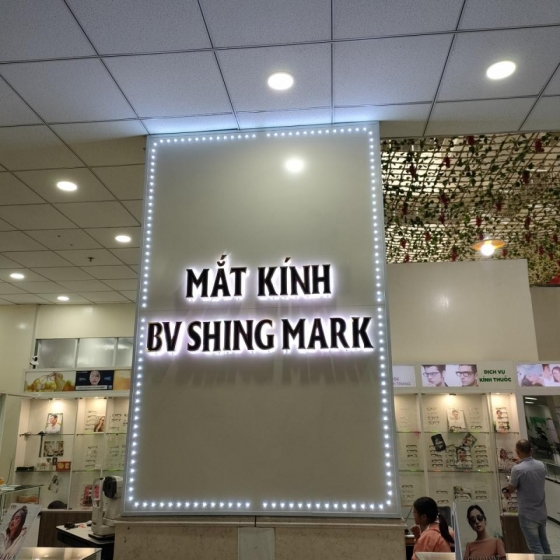 MẮT KÍNH
BV SHING MARK
DỊCH VỤ
KÍNH THUỐC